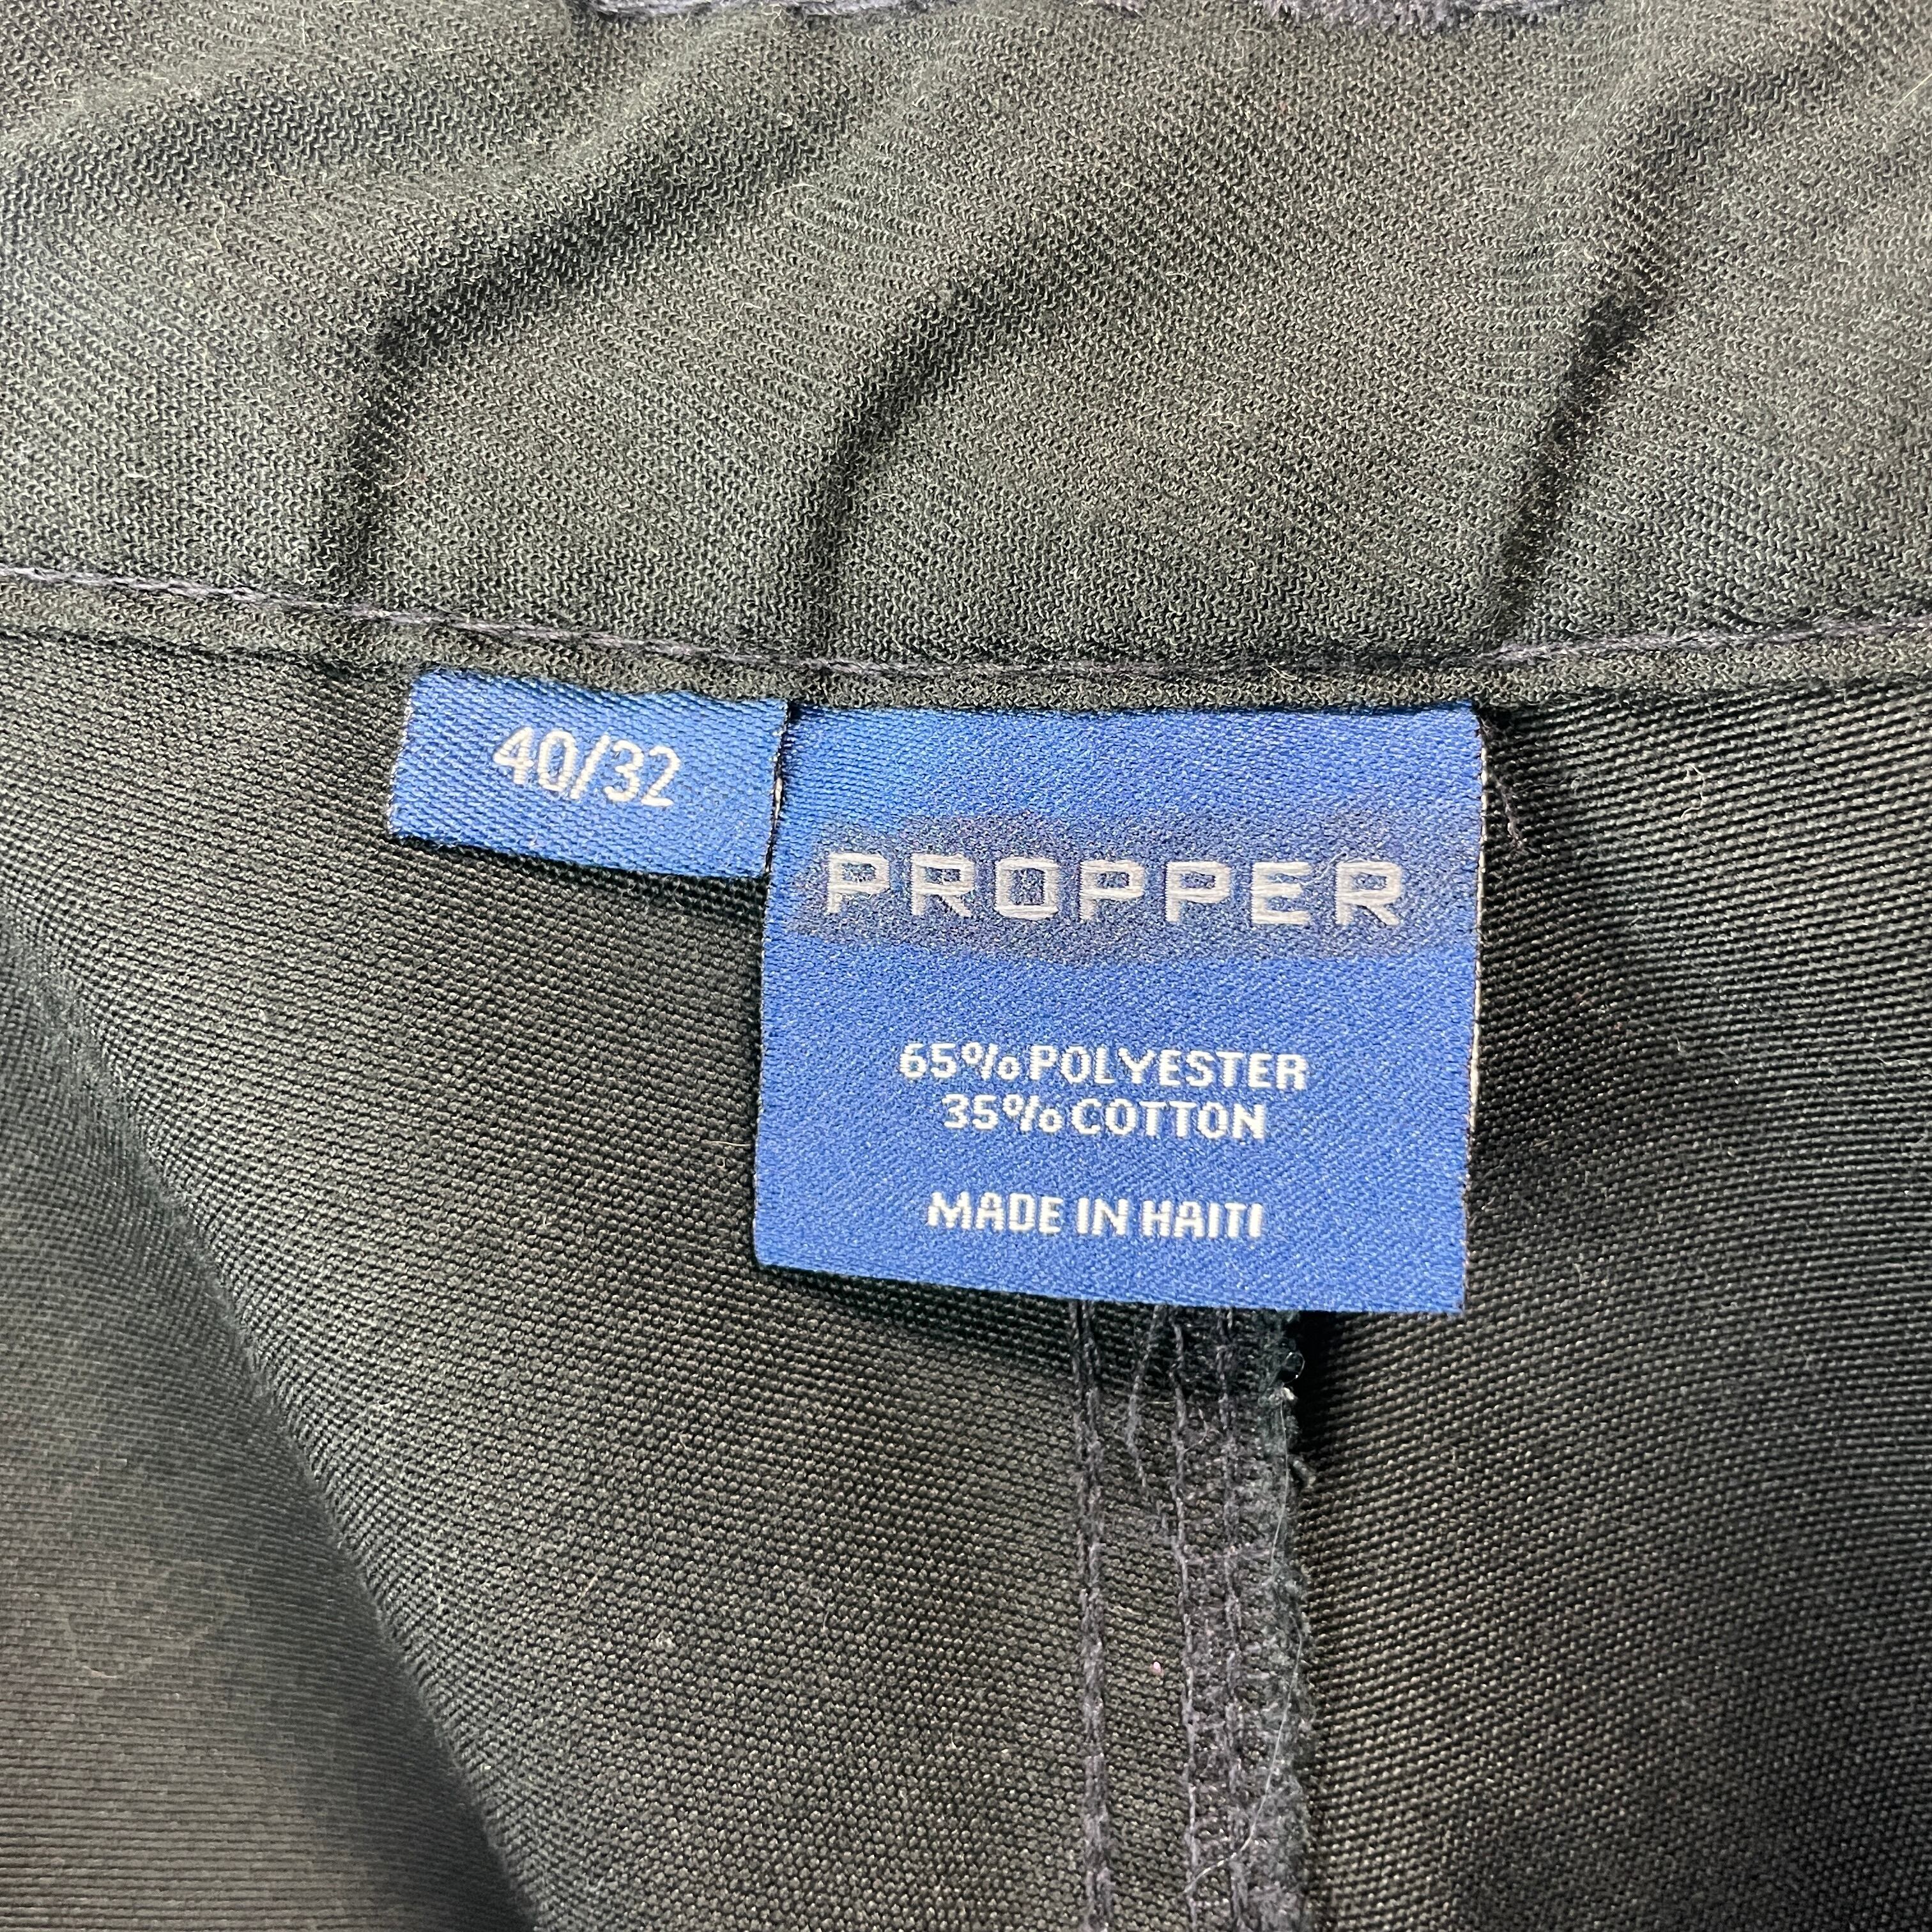 40/32
PROPPER
65% POLYESTER
35% COTTON
MADE IN HAITI